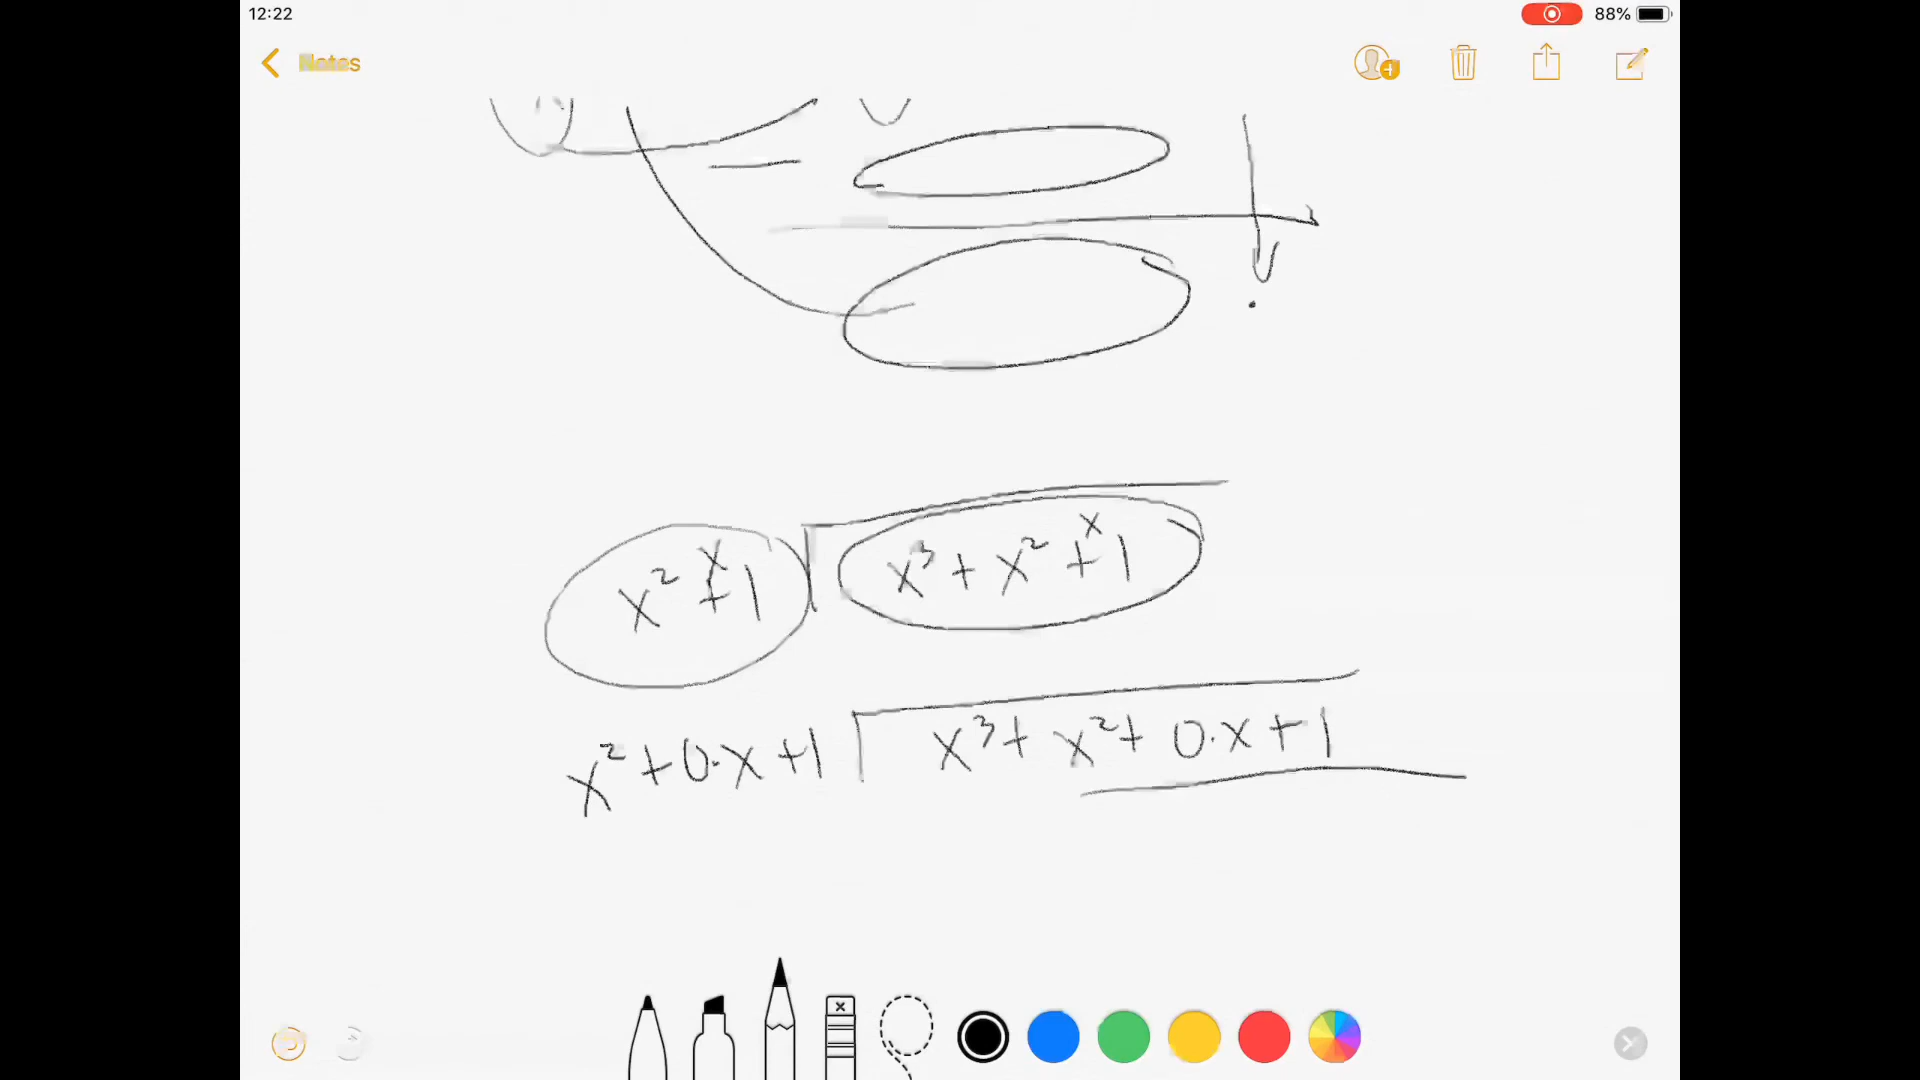 12:22 88%
Notes
x² + x 1 x³ + x² + x 1
x² + 0·x + 1 x³ + x² + 0·x + 1